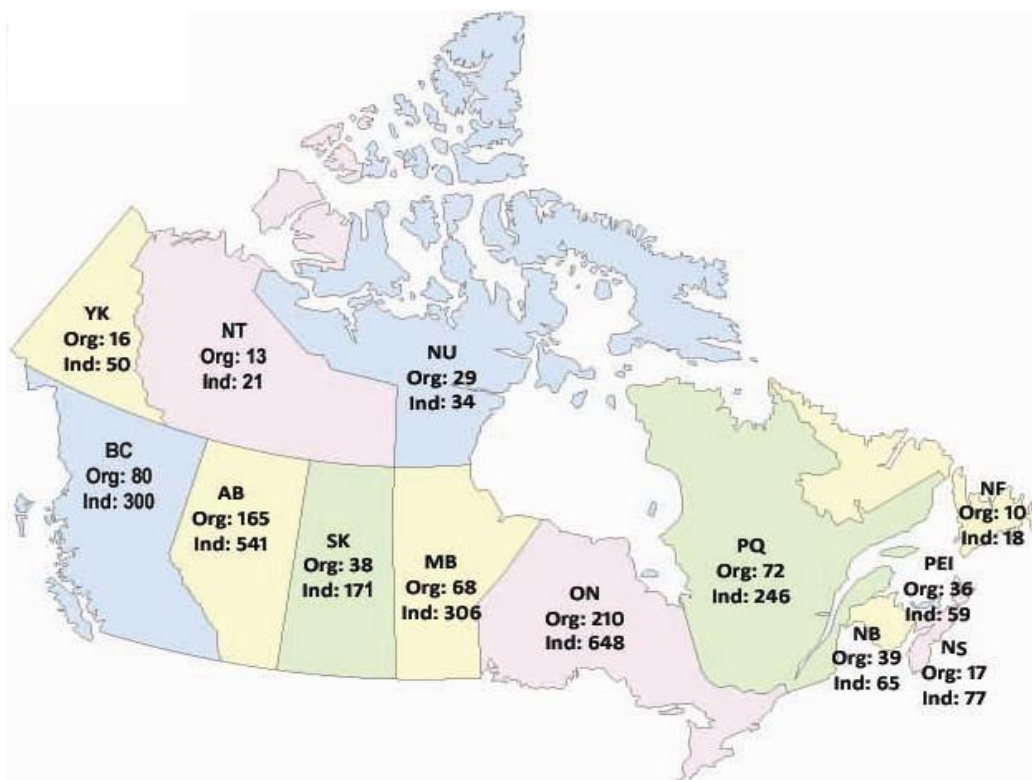 YK
Org: 16
Ind: 50
NT
Org: 13
Ind: 21
NU
Org: 29
Ind: 34
BC
Org: 80
Ind: 300
AB
Org: 165
Ind: 541
SK
Org: 38
Ind: 171
MB
Org: 68
Ind: 306
ON
Org: 210
Ind: 648
PQ
Org: 72
Ind: 246
NF
Org: 10
Ind: 18
PEI
Org: 36
Ind: 59
NB
Org: 39
Ind: 65
NS
Org: 17
Ind: 77